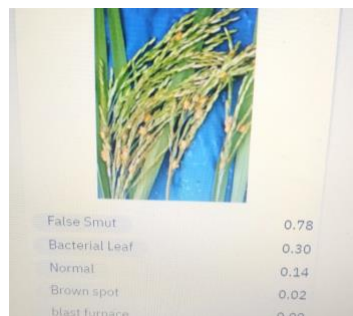 False Smut 0.78
Bacterial Leaf 0.30
Normal 0.14
Brown spot 0.02
blast furnace